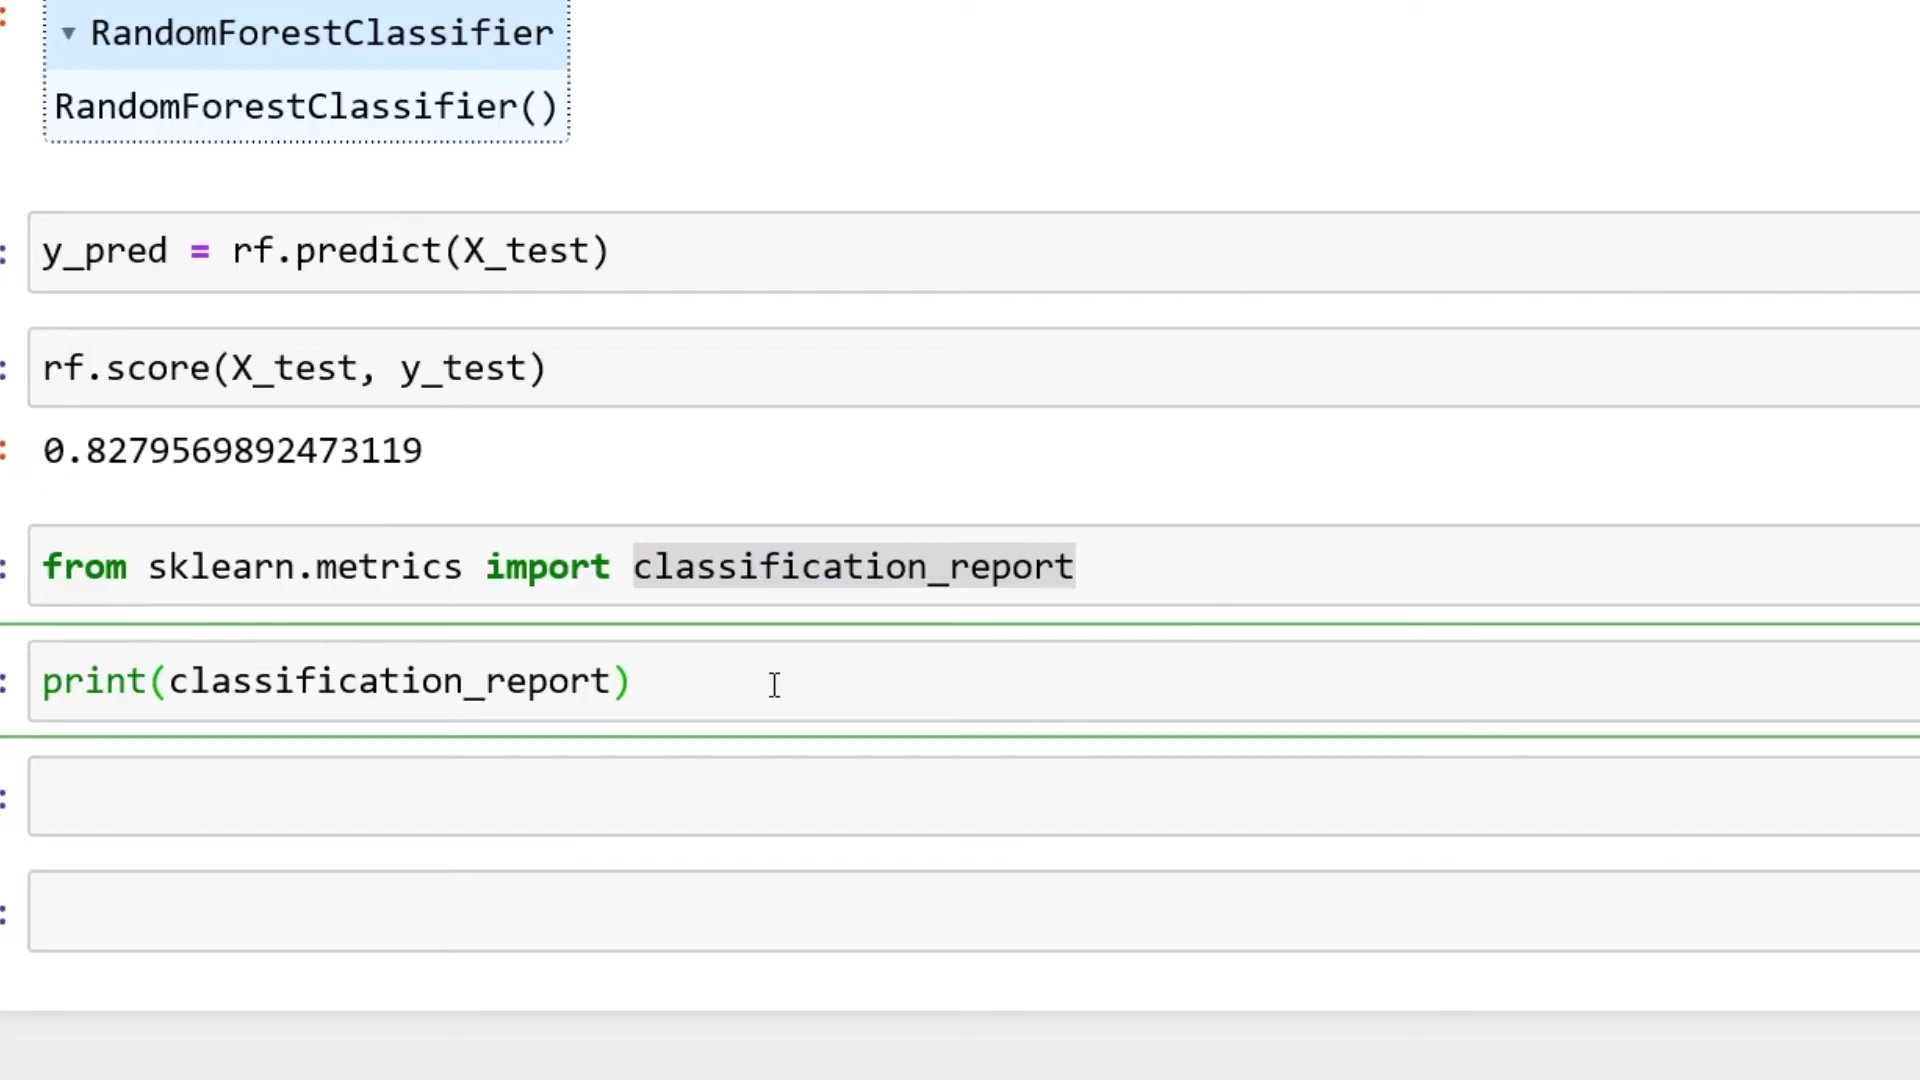 RandomForestClassifier
RandomForestClassifier()
: y_pred = rf.predict(X_test)
: rf.score(X_test, y_test)
: 0.8279569892473119
: from sklearn.metrics import classification_report
: print(classification_report)
:
: